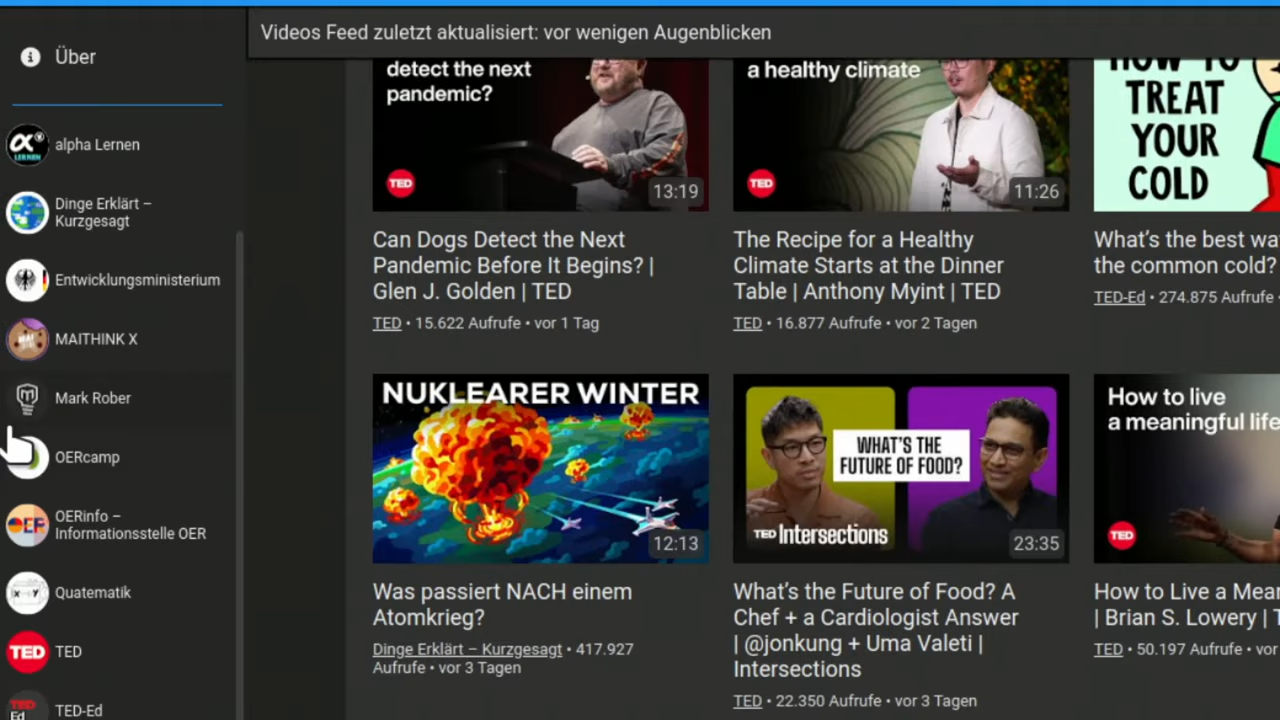 Über
Videos Feed zuletzt aktualisiert: vor wenigen Augenblicken
alpha Lernen
Dinge Erklärt –
Kurzgesagt
Entwicklungsministerium
MAITHINK X
Mark Rober
OERcamp
OERinfo –
Informationsstelle OER
Quatematik
TED
TED-Ed
detect the next
pandemic?
TED
13:19
Can Dogs Detect the Next
Pandemic Before It Begins? |
Glen J. Golden | TED
TED • 15.622 Aufrufe • vor 1 Tag
a healthy climate
TED
11:26
The Recipe for a Healthy
Climate Starts at the Dinner
Table | Anthony Myint | TED
TED • 16.877 Aufrufe • vor 2 Tagen
HOW TO
TREAT
YOUR
COLD
What’s the best wa
the common cold?
TED-Ed • 274.875 Aufrufe
NUKLEARER WINTER
12:13
Was passiert NACH einem
Atomkrieg?
Dinge Erklärt – Kurzgesagt • 417.927
Aufrufe • vor 3 Tagen
WHAT’S THE
FUTURE OF FOOD?
TED Intersections
23:35
What’s the Future of Food? A
Chef + a Cardiologist Answer
| @jonkung + Uma Valeti |
Intersections
TED • 22.350 Aufrufe • vor 3 Tagen
How to live
a meaningful life
TED
How to Live a Mea
| Brian S. Lowery |
TED • 50.197 Aufrufe • vor